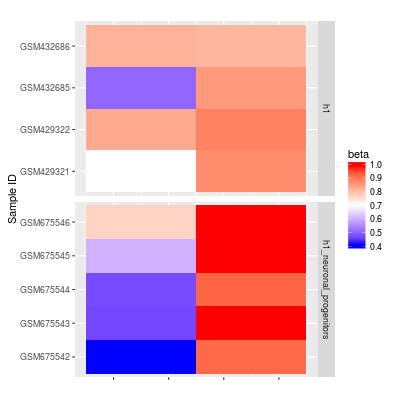 GSM432686
GSM432685
GSM429322
GSM429321
h1
GSM675546
GSM675545
GSM675544
GSM675543
GSM675542
h1_neuronal_progenitors
Sample ID
beta
1.0
0.9
0.8
0.7
0.6
0.5
0.4